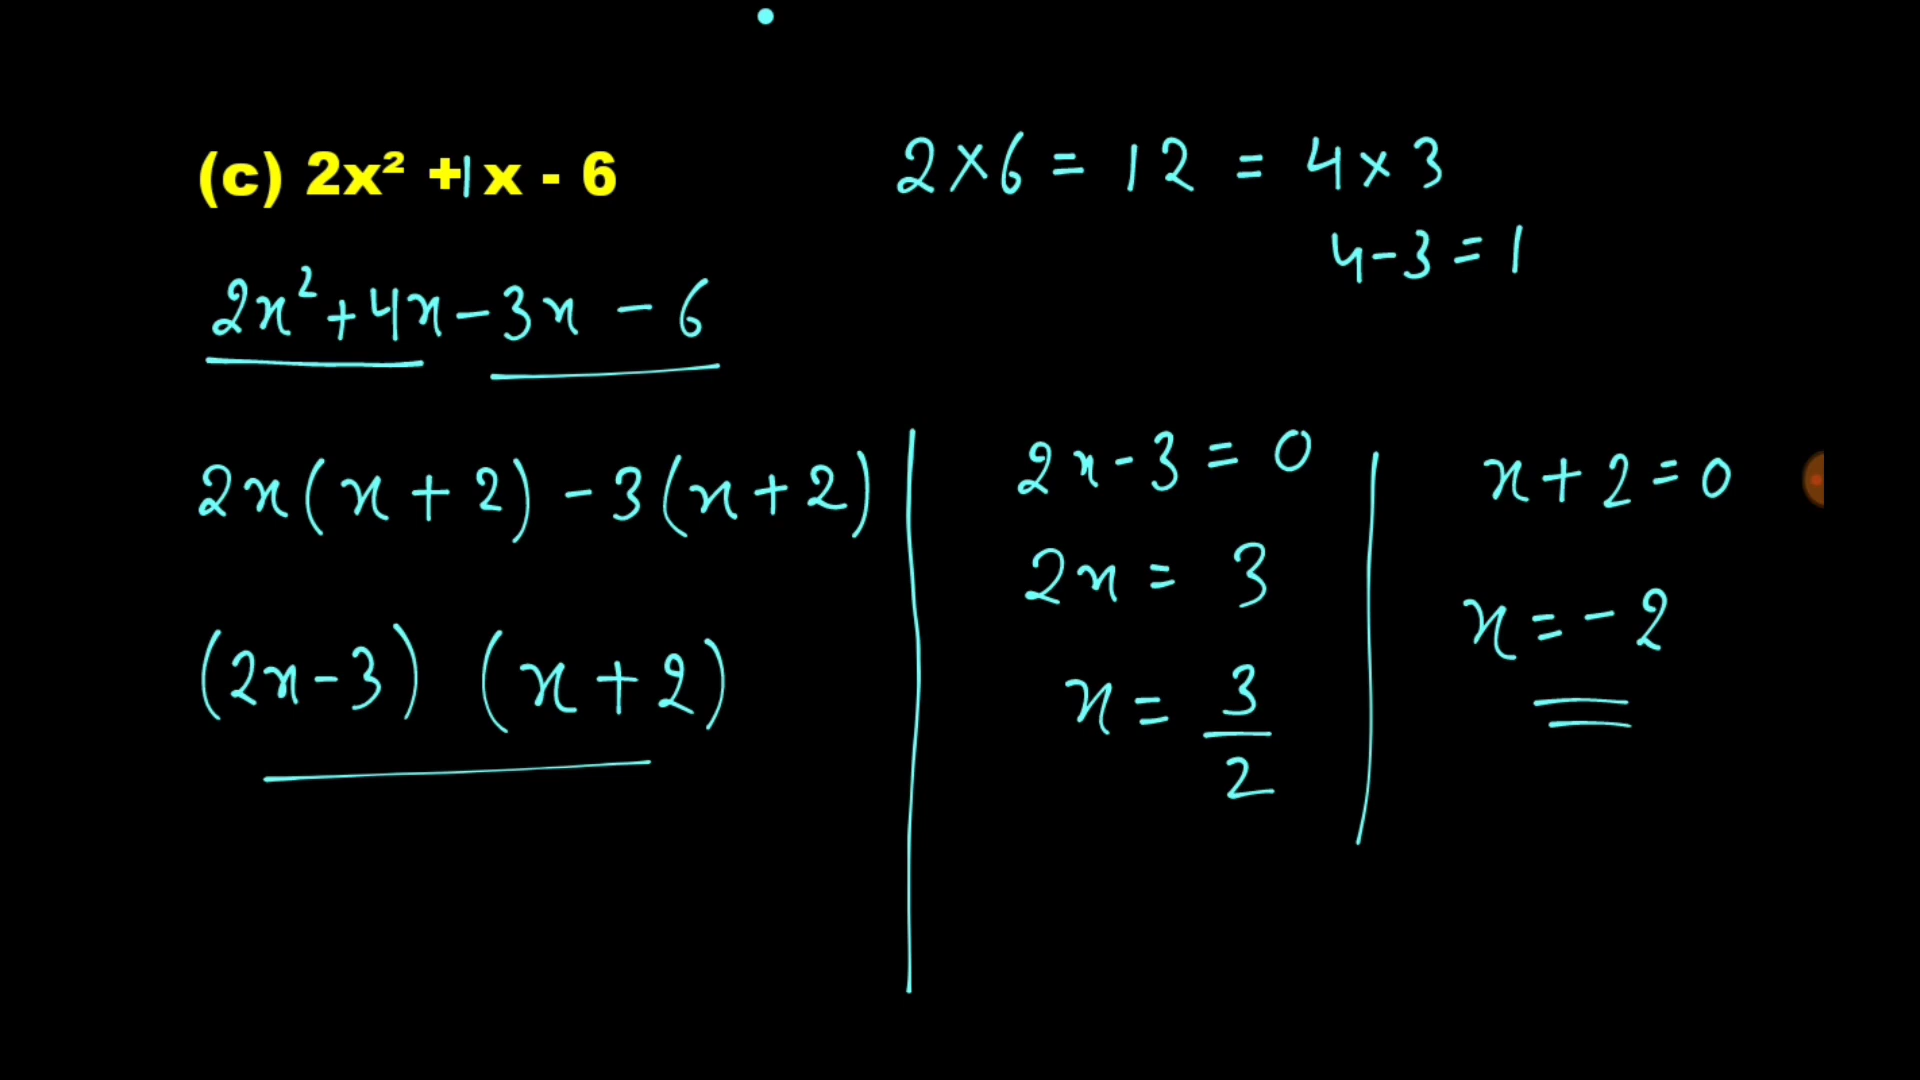 (c) 2x² +1x - 6
2×6 = 12 = 4×3
4-3=1
2x²+4x-3x-6
2x(x+2)-3(x+2)
(2x-3) (x+2)
2x-3=0
2x = 3
x = 3/2
x+2=0
x=-2